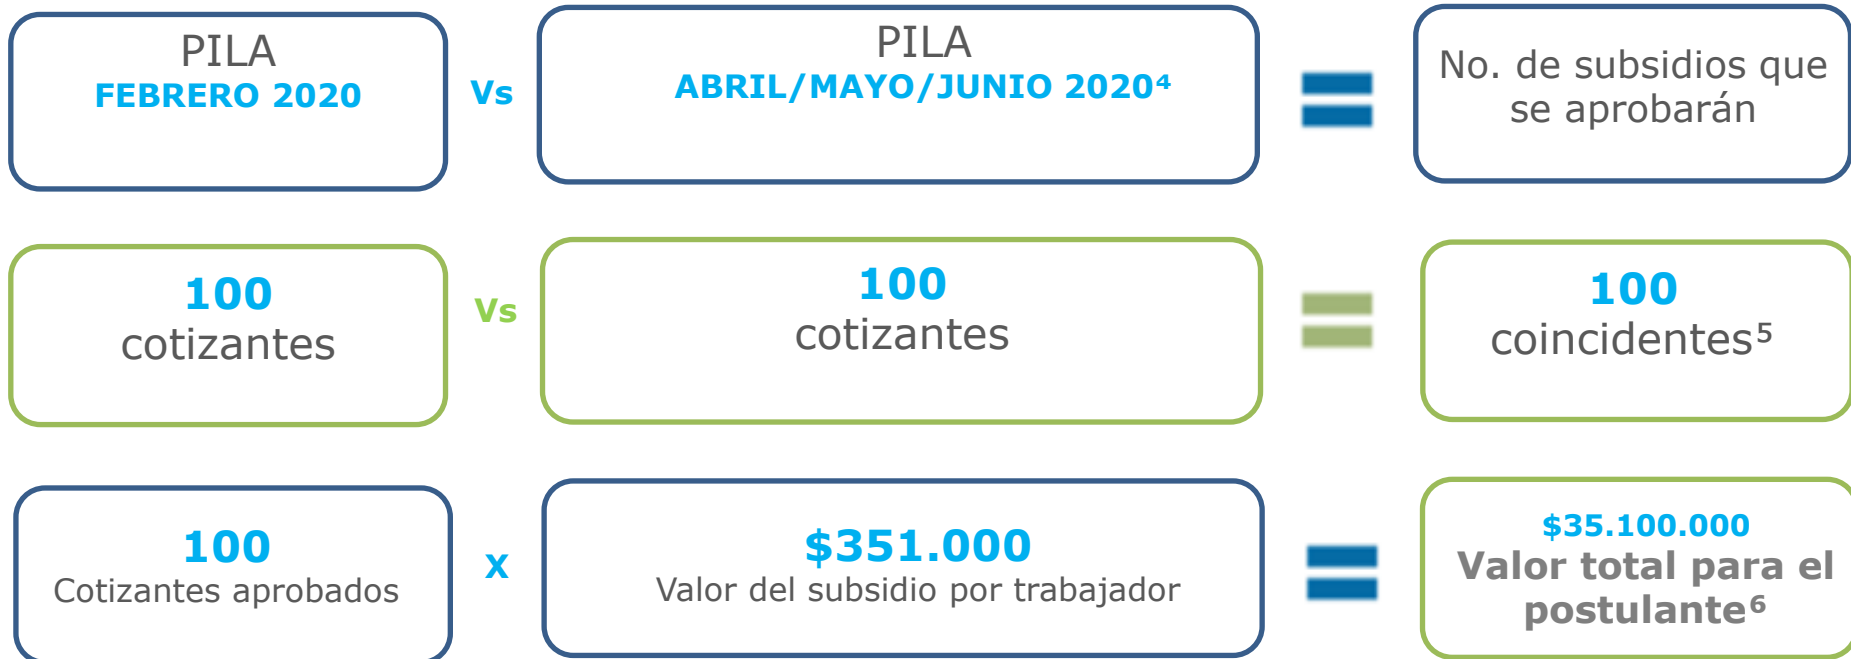 PILA
FEBRERO 2020
Vs
PILA
ABRIL/MAYO/JUNIO 2020⁴
No. de subsidios que
se aprobarán
100
cotizantes
Vs
100
cotizantes
100
coincidentes⁵
100
Cotizantes aprobados
X
$351.000
Valor del subsidio por trabajador
$35.100.000
Valor total para el
postulante⁶